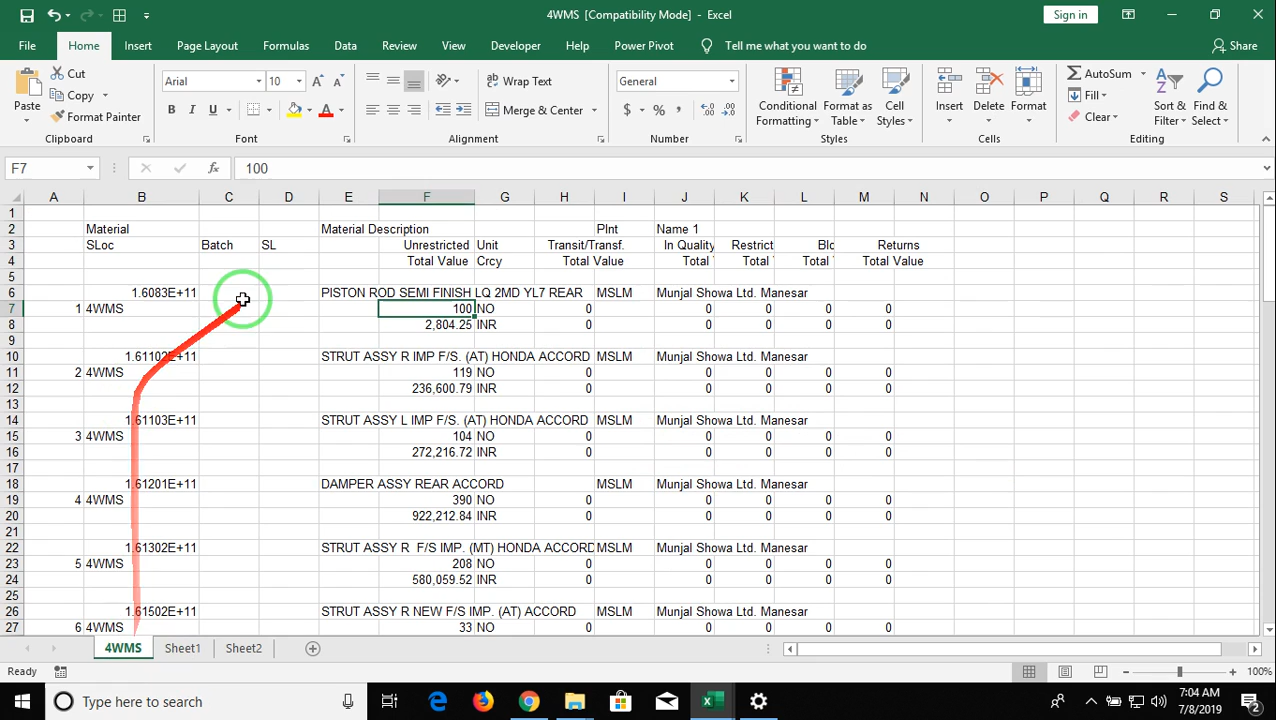 4WMS  [Compatibility Mode]  -  Excel
Sign in
File Home Insert Page Layout Formulas Data Review View Developer Help Power Pivot Tell me what you want to do Share
Paste
Cut
Copy
Format Painter
Clipboard
Arial 10
B I U
Font
Wrap Text
Merge & Center
Alignment
General
$ % ,
Number
Conditional Formatting
Format as Table
Cell Styles
Styles
Insert
Delete
Format
Cells
AutoSum
Fill
Clear
Sort & Filter
Find & Select
Editing
F7 fx 100
A B C D E F G H I J K L M N O P Q R S
1
2 Material Material Description Plnt Name 1
3 SLoc Batch SL Unrestricted Unit Transit/Transf. In Quality Restrict Blc Returns
4 Total Value Crcy Total Value Total Total Total Total Value
5
6 1.6083E+11 PISTON ROD SEMI FINISH LQ 2MD YL7 REAR MSLM Munjal Showa Ltd. Manesar
7 1 4WMS 100 NO 0 0 0 0 0
8 2,804.25 INR 0 0 0 0 0
9
10 1.61102E+11 STRUT ASSY R IMP F/S. (AT) HONDA ACCORD MSLM Munjal Showa Ltd. Manesar
11 2 4WMS 119 NO 0 0 0 0 0
12 236,600.79 INR 0 0 0 0 0
13
14 1.61103E+11 STRUT ASSY L IMP F/S. (AT) HONDA ACCORD MSLM Munjal Showa Ltd. Manesar
15 3 4WMS 104 NO 0 0 0 0 0
16 272,216.72 INR 0 0 0 0 0
17
18 1.61201E+11 DAMPER ASSY REAR ACCORD MSLM Munjal Showa Ltd. Manesar
19 4 4WMS 390 NO 0 0 0 0 0
20 922,212.84 INR 0 0 0 0 0
21
22 1.61302E+11 STRUT ASSY R  F/S IMP. (MT) HONDA ACCORD MSLM Munjal Showa Ltd. Manesar
23 5 4WMS 208 NO 0 0 0 0 0
24 580,059.52 INR 0 0 0 0 0
25
26 1.61502E+11 STRUT ASSY R NEW F/S IMP. (AT) ACCORD MSLM Munjal Showa Ltd. Manesar
27 6 4WMS 33 NO 0 0 0 0 0
4WMS Sheet1 Sheet2
Ready 100%
Type here to search
7:04 AM
7/8/2019
2